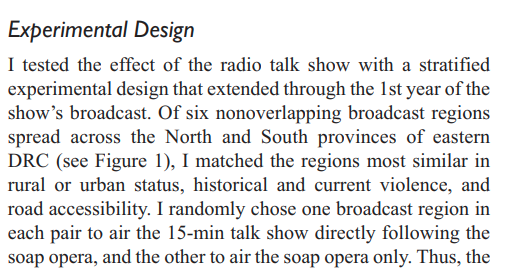 Experimental Design
I tested the effect of the radio talk show with a stratified
experimental design that extended through the 1st year of the
show's broadcast. Of six nonoverlapping broadcast regions
spread across the North and South provinces of eastern
DRC (see Figure 1), I matched the regions most similar in
rural or urban status, historical and current violence, and
road accessibility. I randomly chose one broadcast region in
each pair to air the 15-min talk show directly following the
soap opera, and the other to air the soap opera only. Thus, the